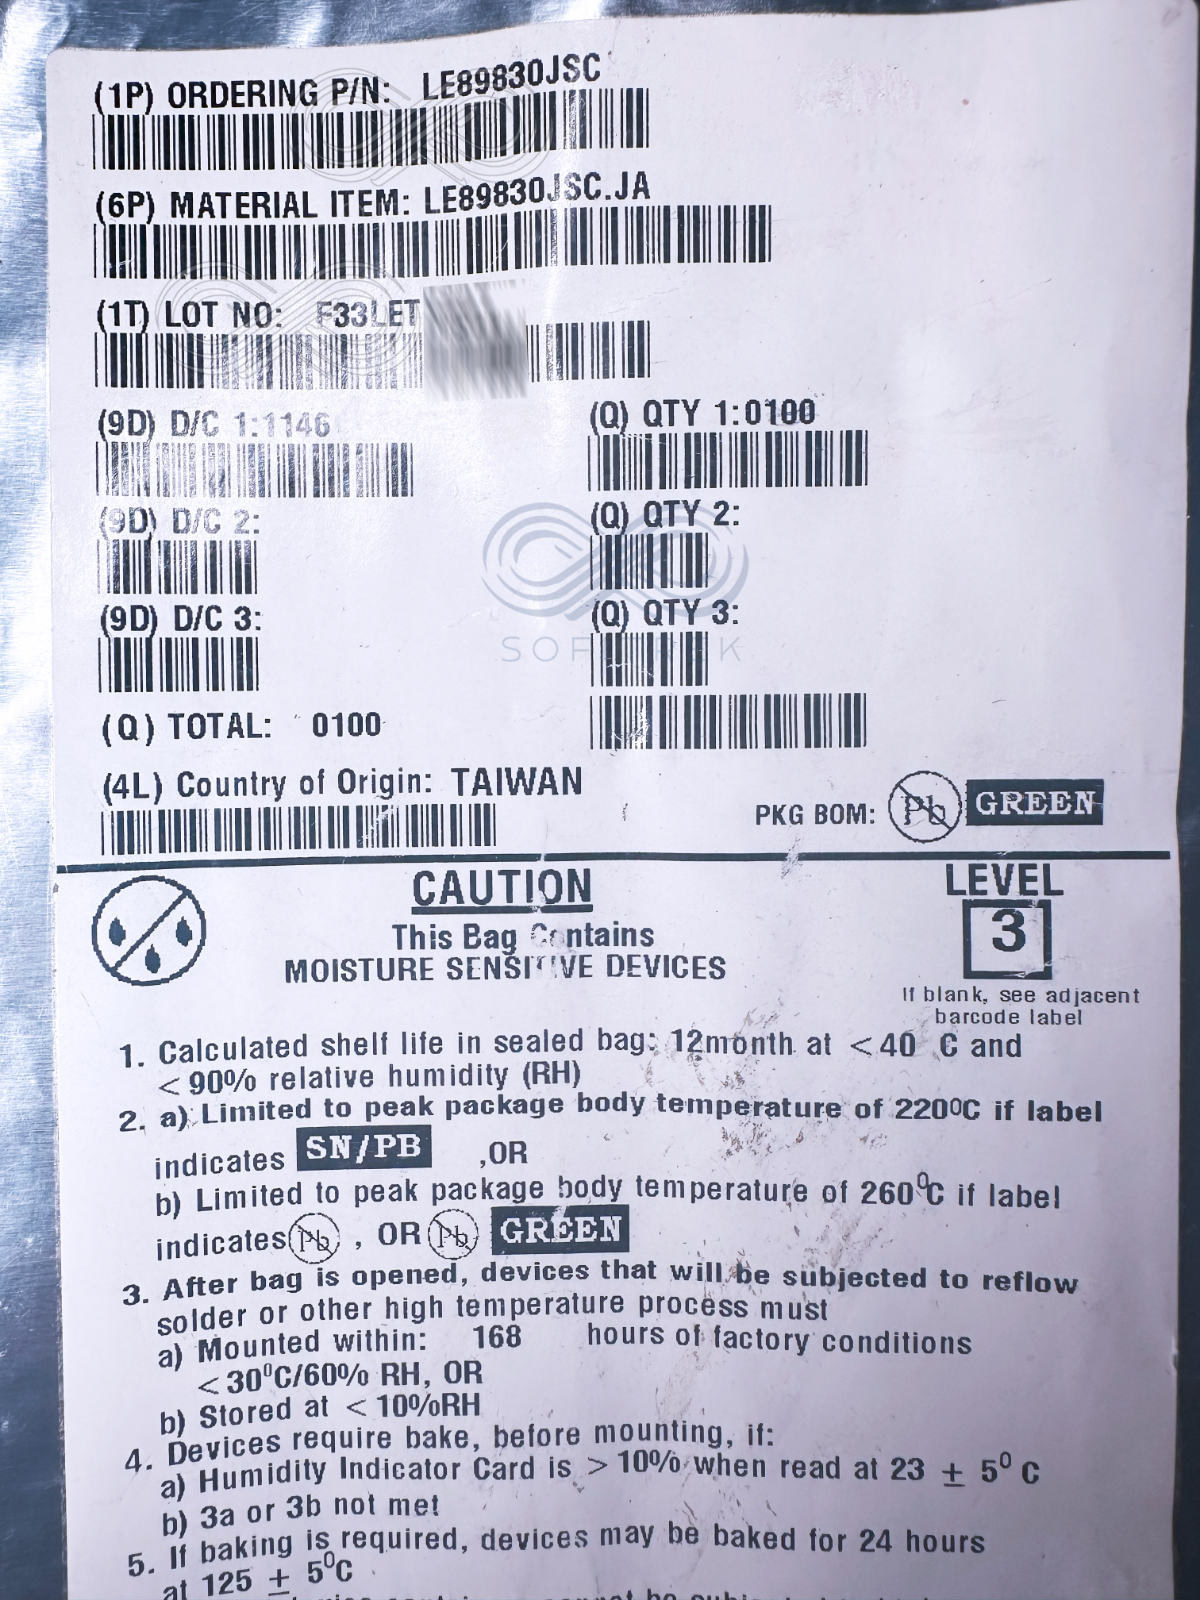 (1P) ORDERING P/N: LE89830JSC
(6P) MATERIAL ITEM: LE89830JSC.JA
(1T) LOT NO: F33LET
(9D) D/C 1:1146
(Q) QTY 1:0100
(9D) D/C 2:
(Q) QTY 2:
(9D) D/C 3:
(Q) QTY 3:
(Q) TOTAL: 0100
(4L) Country of Origin: TAIWAN
PKG BOM: Pb GREEN
CAUTION
This Bag Contains
MOISTURE SENSITIVE DEVICES
LEVEL
3
If blank, see adjacent
barcode label
1. Calculated shelf life in sealed bag: 12month at <40 C and
<90% relative humidity (RH)
2. a) Limited to peak package body temperature of 220ºC if label
indicates SN/PB ,OR
b) Limited to peak package body temperature of 260ºC if label
indicates Pb , OR Pb GREEN
3. After bag is opened, devices that will be subjected to reflow
solder or other high temperature process must
a) Mounted within: 168 hours of factory conditions
<30ºC/60% RH, OR
b) Stored at <10%RH
4. Devices require bake, before mounting, if:
a) Humidity Indicator Card is >10% when read at 23 ± 5º C
b) 3a or 3b not met
5. If baking is required, devices may be baked for 24 hours
at 125 ± 5ºC